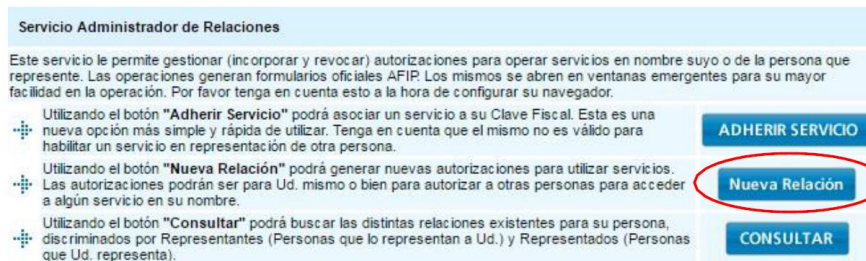 Servicio Administrador de Relaciones
Este servicio le permite gestionar (incorporar y revocar) autorizaciones para operar servicios en nombre suyo o de la persona que
represente. Las operaciones generan formularios oficiales AFIP. Los mismos se abren en ventanas emergentes para su mayor
facilidad en la operación. Por favor tenga en cuenta esto a la hora de configurar su navegador.
Utilizando el botón "Adherir Servicio" podrá asociar un servicio a su Clave Fiscal. Esta es una
nueva opción más simple y rápida de utilizar. Tenga en cuenta que el mismo no es válido para
habilitar un servicio en representación de otra persona.
ADHERIR SERVICIO
Utilizando el botón "Nueva Relación" podrá generar nuevas autorizaciones para utilizar servicios.
Las autorizaciones podrán ser para Ud. mismo o bien para autorizar a otras personas para acceder
a algún servicio en su nombre.
Nueva Relación
Utilizando el botón "Consultar" podrá buscar las distintas relaciones existentes para su persona,
discriminados por Representantes (Personas que lo representan a Ud.) y Representados (Personas
que Ud. representa).
CONSULTAR